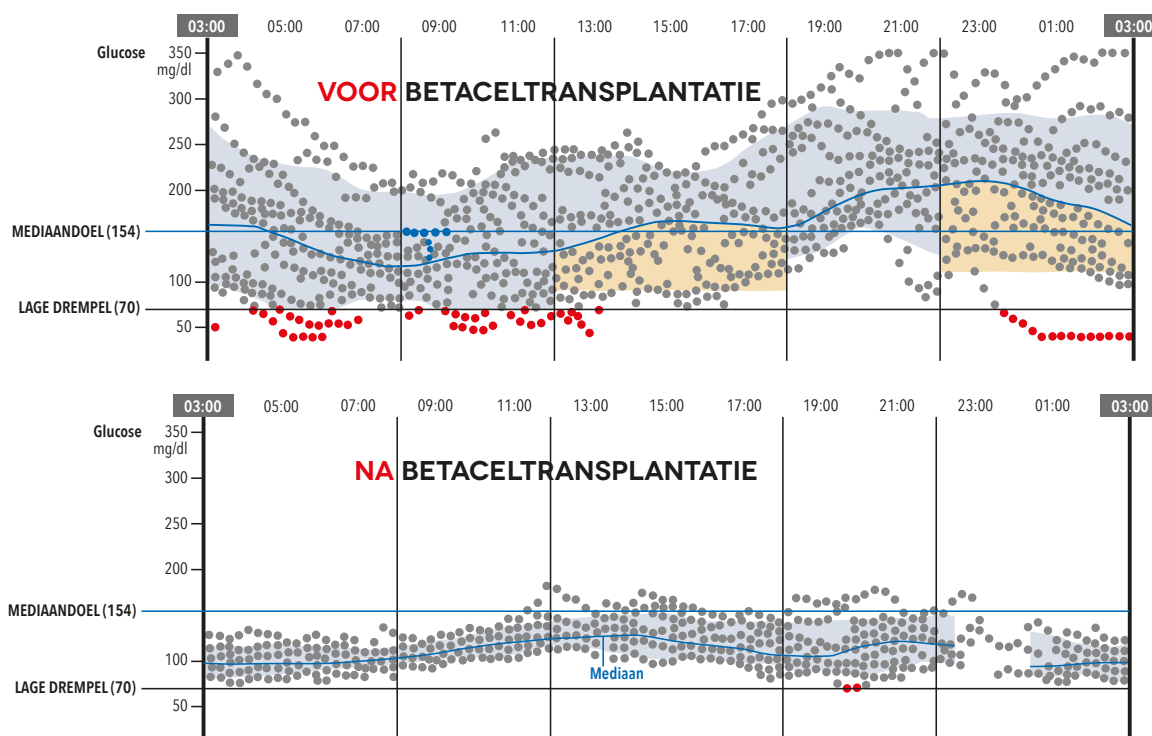 03:00 05:00 07:00 09:00 11:00 13:00 15:00 17:00 19:00 21:00 23:00 01:00 03:00
Glucose 350
mg/dl
VOOR BETACELTRANSPLANTATIE
300
250
200
MEDIAANDOEL (154)
100
LAGE DREMPEL (70)
50
03:00 05:00 07:00 09:00 11:00 13:00 15:00 17:00 19:00 21:00 23:00 01:00 03:00
Glucose 350
mg/dl
NA BETACELTRANSPLANTATIE
300
250
200
MEDIAANDOEL (154)
100
Mediaan
LAGE DREMPEL (70)
50